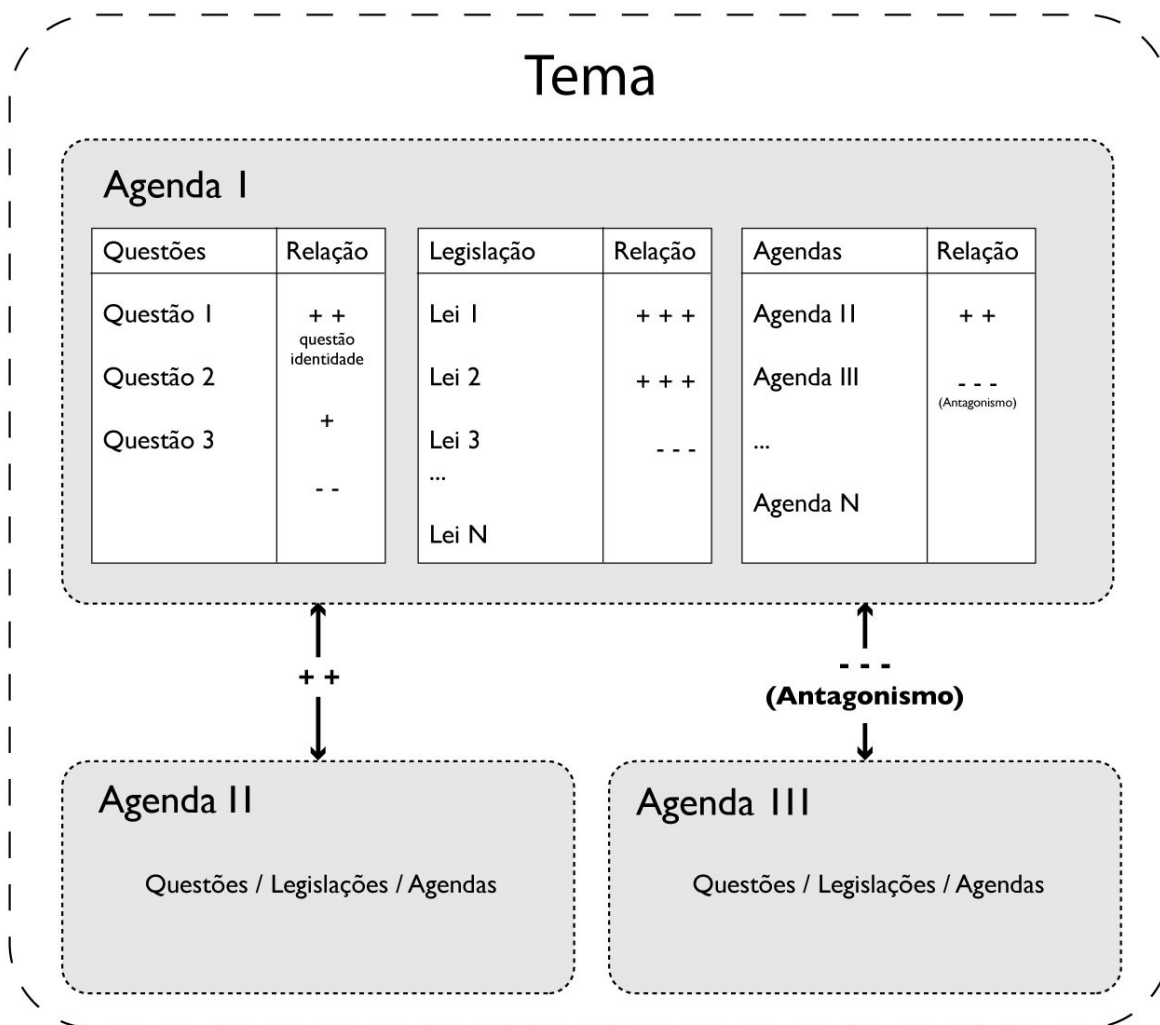 Tema
Agenda I
Questões Relação
Questão 1 + +
questão
identidade
Questão 2
+
Questão 3
- -
Legislação Relação
Lei 1 + + +
Lei 2 + + +
Lei 3 - - -
...
Lei N
Agendas Relação
Agenda II + +
Agenda III - - -
(Antagonismo)
...
Agenda N
+ +
- - -
(Antagonismo)
Agenda II
Questões / Legislações / Agendas
Agenda III
Questões / Legislações / Agendas